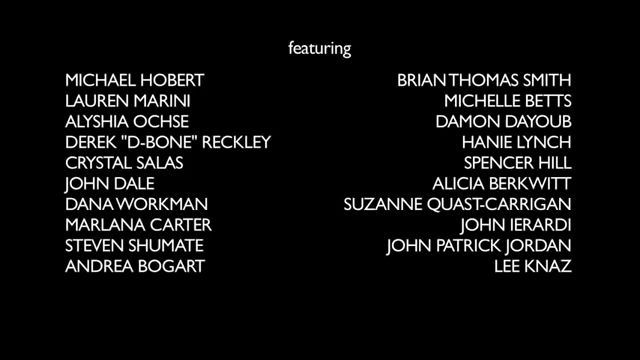 featuring
MICHAEL HOBERT
LAUREN MARINI
ALYSHIA OCHSE
DEREK "D-BONE" RECKLEY
CRYSTAL SALAS
JOHN DALE
DANA WORKMAN
MARLANA CARTER
STEVEN SHUMATE
ANDREA BOGART
BRIAN THOMAS SMITH
MICHELLE BETTS
DAMON DAYOUB
HANIE LYNCH
SPENCER HILL
ALICIA BERKWITT
SUZANNE QUAST-CARRIGAN
JOHN IERARDI
JOHN PATRICK JORDAN
LEE KNAZ